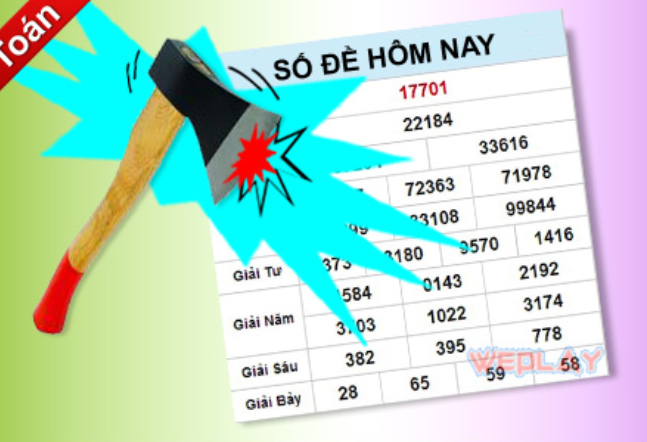 Toán
SỐ ĐỀ HÔM NAY
17701
22184
33616
72363 71978
99844
Giải Tư 9570 1416
0143 2192
Giải Năm 1022 3174
Giải Sáu 382 395 778
Giải Bảy 28 65 59 58
WEPLAY